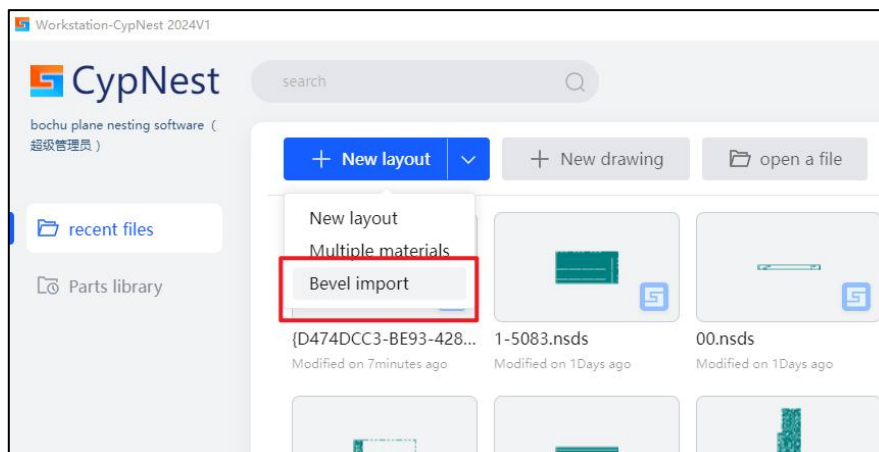 Workstation-CypNest 2024V1
CypNest
search
bochu plane nesting software (
超级管理员)
+ New layout
+ New drawing
open a file
New layout
Multiple materials
Bevel import
recent files
Parts library
{D474DCC3-BE93-428...
1-5083.nsds
00.nsds
Modified on 7minutes ago
Modified on 1Days ago
Modified on 1Days ago